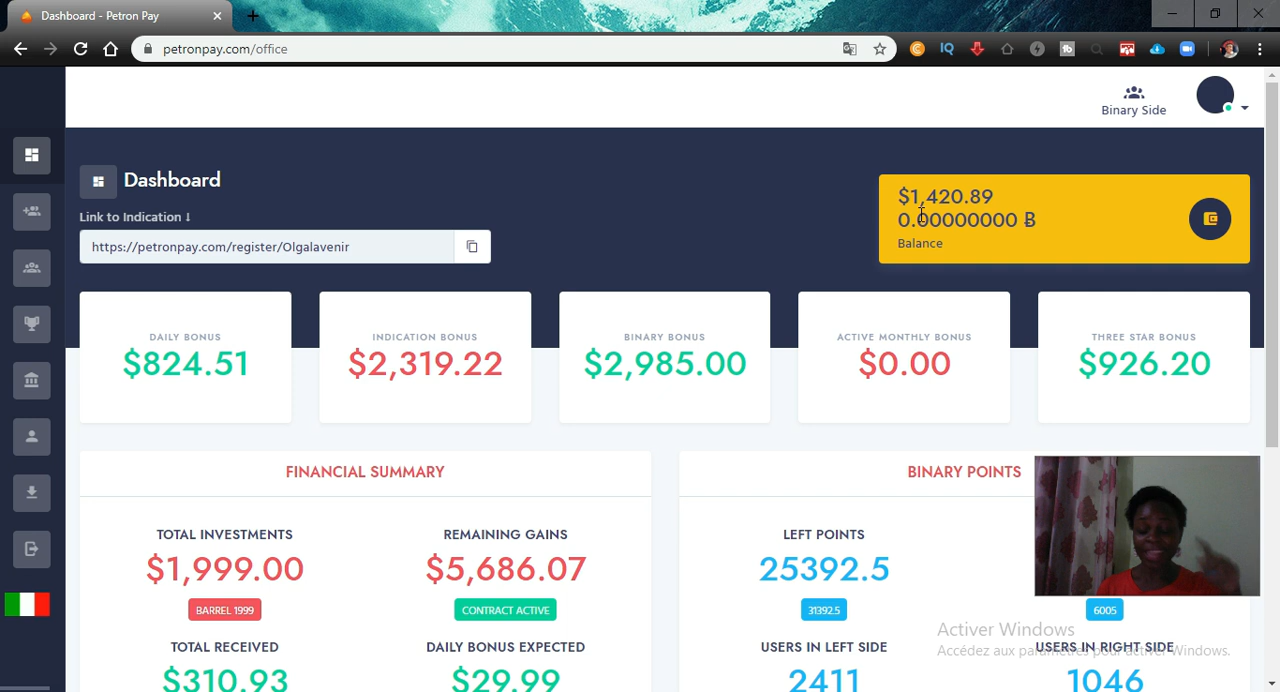 Dashboard - Petron Pay
petronpay.com/office
IQ
Binary Side
Dashboard
Link to Indication
https://petronpay.com/register/Olgalavenir
$1,420.89
0.00000000 Ƀ
Balance
DAILY BONUS
$824.51
INDICATION BONUS
$2,319.22
BINARY BONUS
$2,985.00
ACTIVE MONTHLY BONUS
$0.00
THREE STAR BONUS
$926.20
FINANCIAL SUMMARY
TOTAL INVESTMENTS
$1,999.00
BARREL 1999
REMAINING GAINS
$5,686.07
CONTRACT ACTIVE
TOTAL RECEIVED
$310.93
DAILY BONUS EXPECTED
$29.99
BINARY POINTS
LEFT POINTS
25392.5
31392.5
6005
USERS IN LEFT SIDE
2411
USERS IN RIGHT SIDE
1046
Activer Windows
Accédez aux paramètres pour activer Windows.